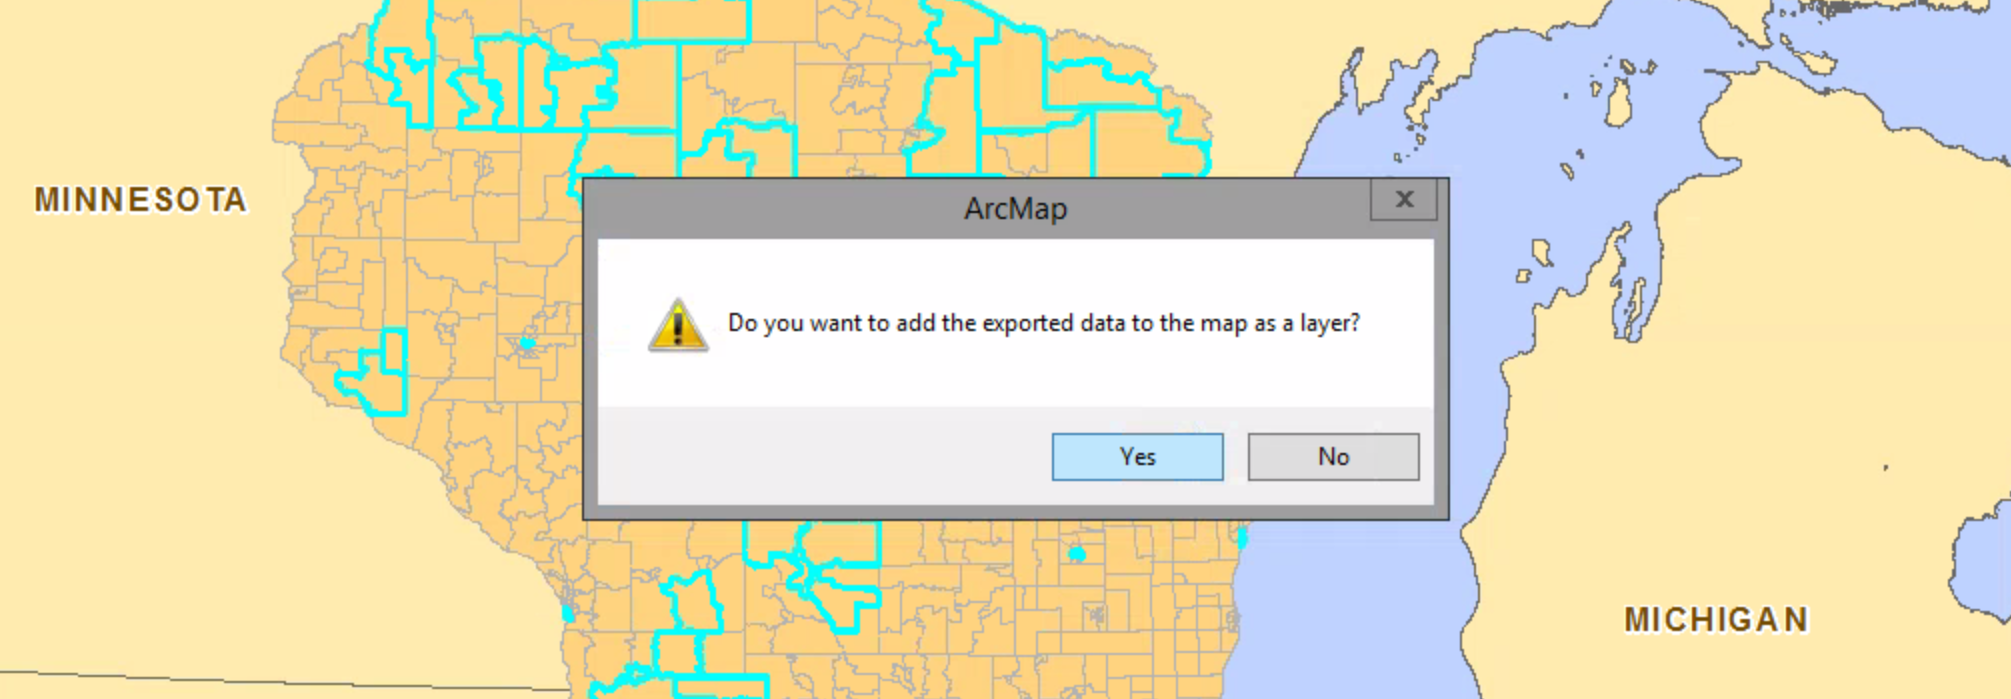 MINNESOTA
ArcMap
Do you want to add the exported data to the map as a layer?
Yes
No
MICHIGAN